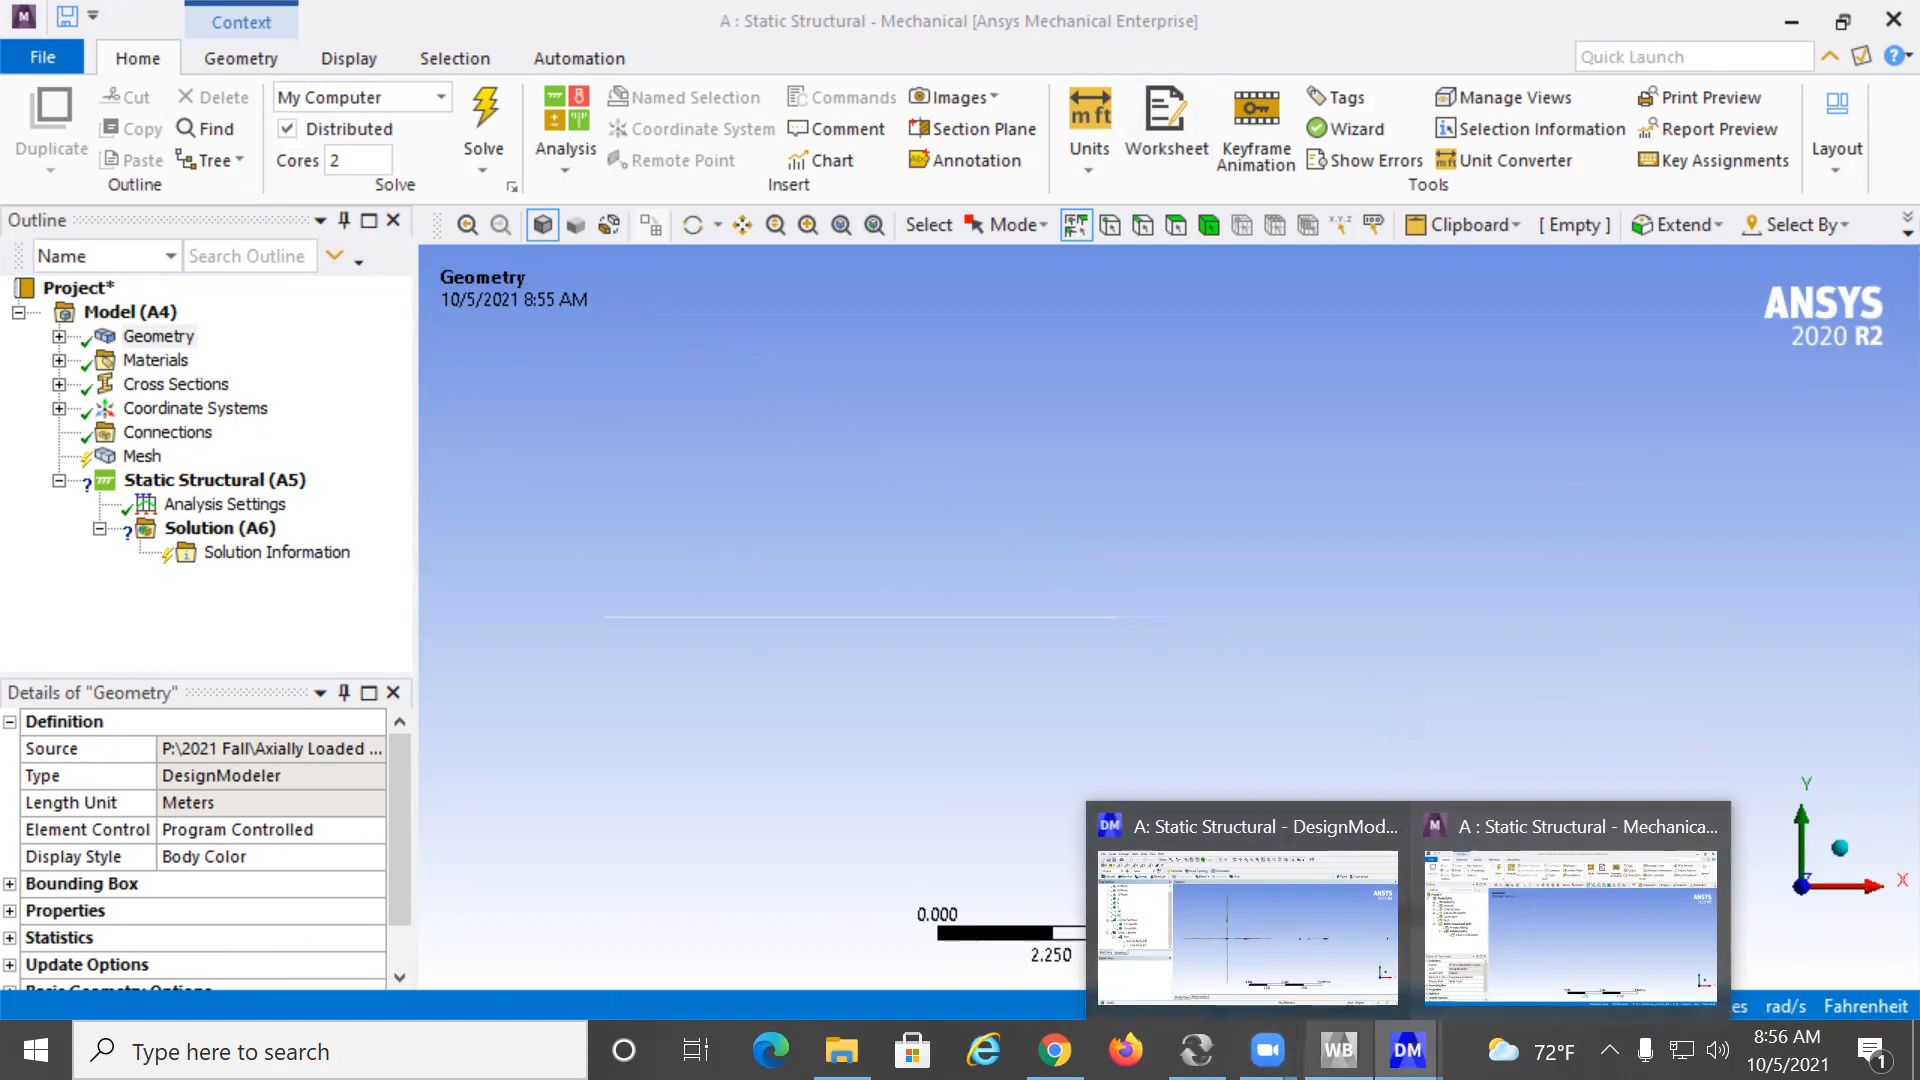 M
Context
A : Static Structural - Mechanical [Ansys Mechanical Enterprise]
File
Home
Geometry
Display
Selection
Automation
Quick Launch
Duplicate
Cut
Copy
Paste
Delete
Find
Tree
Outline
My Computer
Distributed
Cores 2
Solve
Solve
Analysis
Named Selection
Coordinate System
Remote Point
Commands
Comment
Chart
Images
Section Plane
Annotation
Insert
Units
Worksheet
Keyframe
Animation
Tags
Wizard
Show Errors
Manage Views
Selection Information
Unit Converter
Print Preview
Report Preview
Key Assignments
Tools
Layout
Outline
Name
Search Outline
Select
Mode
Clipboard
[ Empty ]
Extend
Select By
Project*
Model (A4)
Geometry
Materials
Cross Sections
Coordinate Systems
Connections
Mesh
Static Structural (A5)
Analysis Settings
Solution (A6)
Solution Information
Geometry
10/5/2021 8:55 AM
ANSYS
2020 R2
Details of "Geometry"
Definition
Source P:\2021 Fall\Axially Loaded ...
Type DesignModeler
Length Unit Meters
Element Control Program Controlled
Display Style Body Color
Bounding Box
Properties
Statistics
Update Options
Basic Geometry Options
0.000
2.250
Y
X
DM A: Static Structural - DesignMod...
M A : Static Structural - Mechanica...
es rad/s Fahrenheit
Type here to search
WB
DM
72°F
8:56 AM
10/5/2021
1